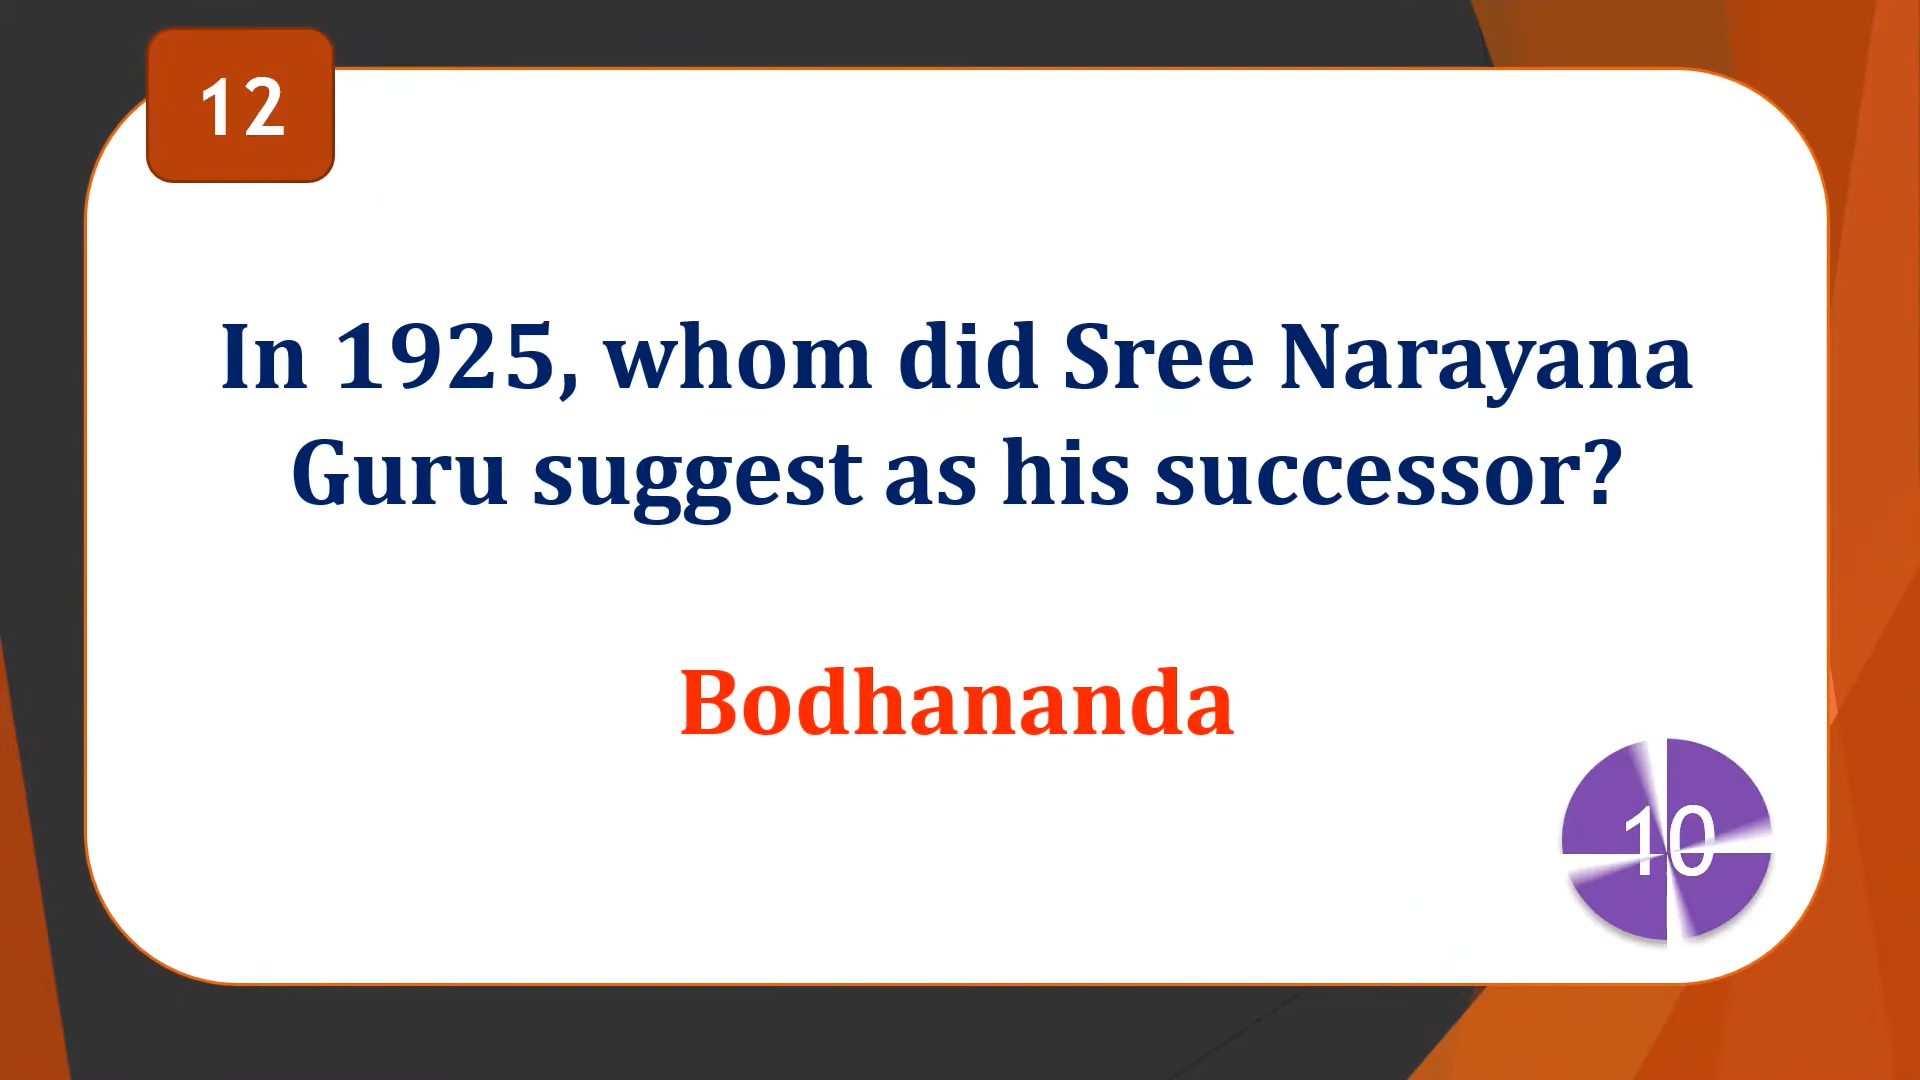 12
In 1925, whom did Sree Narayana
Guru suggest as his successor?
Bodhananda
10